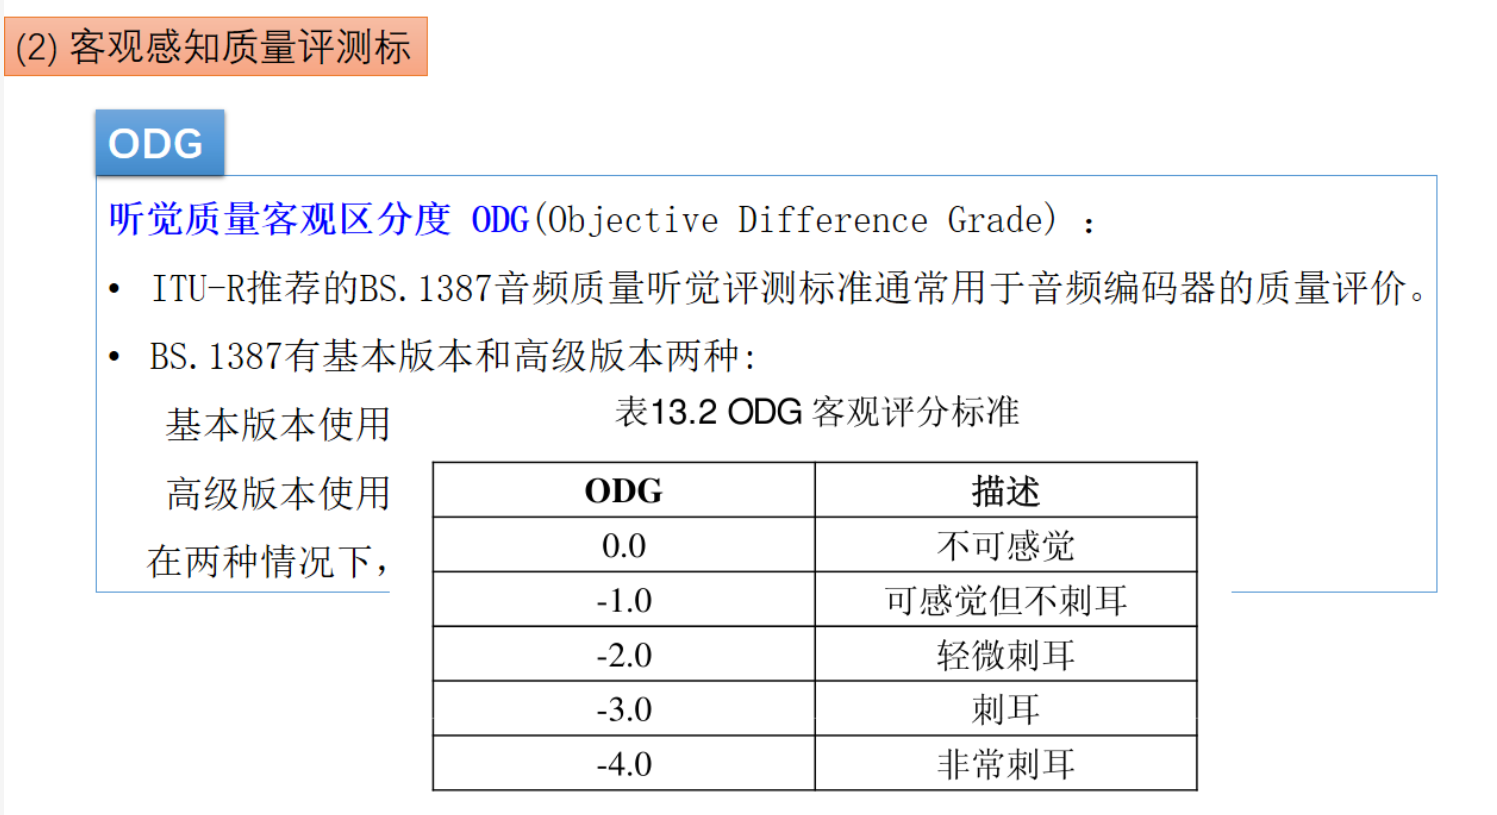 (2) 客观感知质量评测标
ODG
听觉质量客观区分度 ODG(Objective Difference Grade) ：
• ITU-R推荐的BS.1387音频质量听觉评测标准通常用于音频编码器的质量评价。
• BS.1387有基本版本和高级版本两种:
基本版本使用
高级版本使用
在两种情况下，
表13.2 ODG 客观评分标准
ODG 描述
0.0 不可感觉
-1.0 可感觉但不刺耳
-2.0 轻微刺耳
-3.0 刺耳
-4.0 非常刺耳